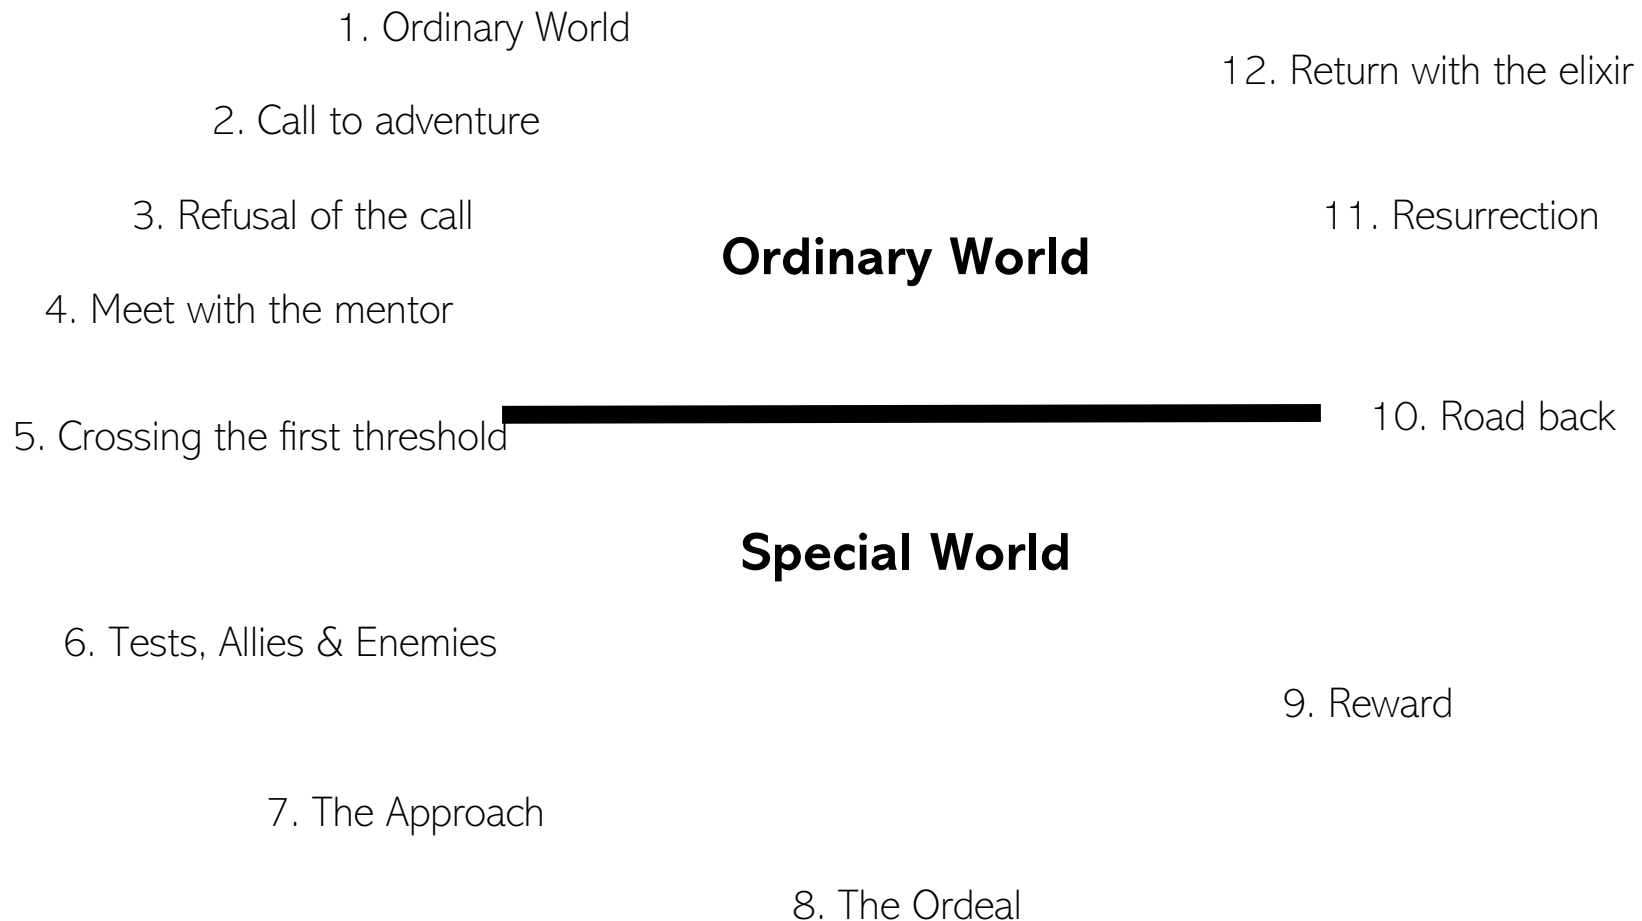 1. Ordinary World
12. Return with the elixir
2. Call to adventure
3. Refusal of the call
11. Resurrection
Ordinary World
4. Meet with the mentor
5. Crossing the first threshold
10. Road back
Special World
6. Tests, Allies & Enemies
9. Reward
7. The Approach
8. The Ordeal